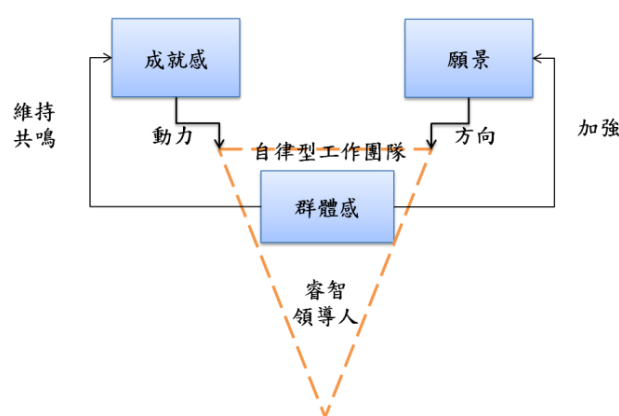 成就感
願景
維持
共鳴
動力
方向
加強
自律型工作團隊
群體感
睿智
領導人